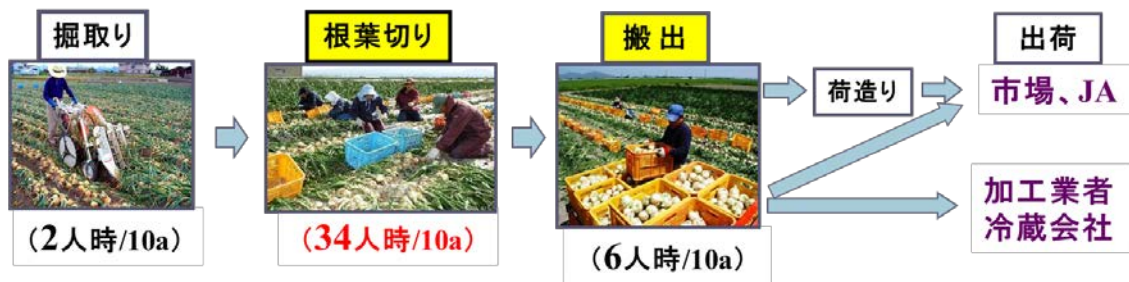 掘取り
根葉切り
搬出
出荷
荷造り
市場、JA
加工業者
冷蔵会社
(2人時/10a)
(34人時/10a)
(6人時/10a)